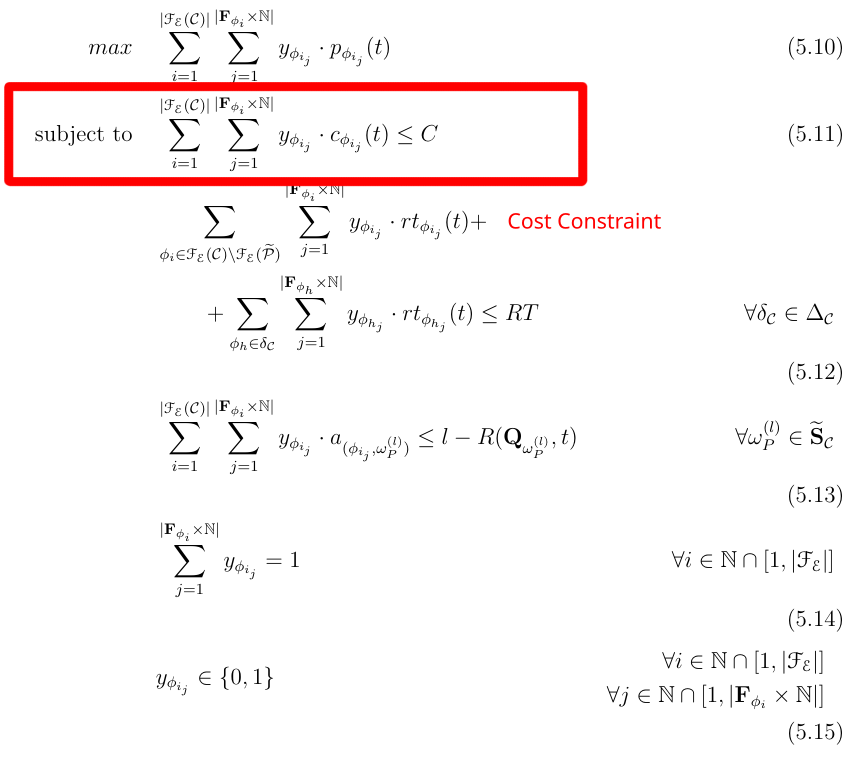 max $\sum_{i=1}^{|\mathcal{F}_{\mathcal{E}}(\mathcal{C})|} \sum_{j=1}^{|\mathbf{F}_{\phi_i} \times \mathbb{N}|} y_{\phi_{i_j}} \cdot p_{\phi_{i_j}}(t)$ (5.10)
subject to $\sum_{i=1}^{|\mathcal{F}_{\mathcal{E}}(\mathcal{C})|} \sum_{j=1}^{|\mathbf{F}_{\phi_i} \times \mathbb{N}|} y_{\phi_{i_j}} \cdot c_{\phi_{i_j}}(t) \leq C$ (5.11)
$\sum_{\phi_i \in \mathcal{F}_{\mathcal{E}}(\mathcal{C}) \setminus \mathcal{F}_{\mathcal{E}}(\widetilde{\mathcal{P}})} \sum_{j=1}^{|\mathbf{F}_{\phi_i} \times \mathbb{N}|} y_{\phi_{i_j}} \cdot rt_{\phi_{i_j}}(t) +$ Cost Constraint
$+ \sum_{\phi_h \in \delta_{\mathcal{C}}} \sum_{j=1}^{|\mathbf{F}_{\phi_h} \times \mathbb{N}|} y_{\phi_{h_j}} \cdot rt_{\phi_{h_j}}(t) \leq RT$ $\forall \delta_{\mathcal{C}} \in \Delta_{\mathcal{C}}$
(5.12)
$\sum_{i=1}^{|\mathcal{F}_{\mathcal{E}}(\mathcal{C})|} \sum_{j=1}^{|\mathbf{F}_{\phi_i} \times \mathbb{N}|} y_{\phi_{i_j}} \cdot a_{(\phi_{i_j}, \omega_P^{(l)})} \leq l - R(\mathbf{Q}_{\omega_P^{(l)}}, t)$ $\forall \omega_P^{(l)} \in \widetilde{\mathbf{S}}_{\mathcal{C}}$
(5.13)
$\sum_{j=1}^{|\mathbf{F}_{\phi_i} \times \mathbb{N}|} y_{\phi_{i_j}} = 1$ $\forall i \in \mathbb{N} \cap [1, |\mathcal{F}_{\mathcal{E}}|]$
(5.14)
$y_{\phi_{i_j}} \in \{0, 1\}$ $\forall i \in \mathbb{N} \cap [1, |\mathcal{F}_{\mathcal{E}}|]$
$\forall j \in \mathbb{N} \cap [1, |\mathbf{F}_{\phi_i} \times \mathbb{N}|]$
(5.15)